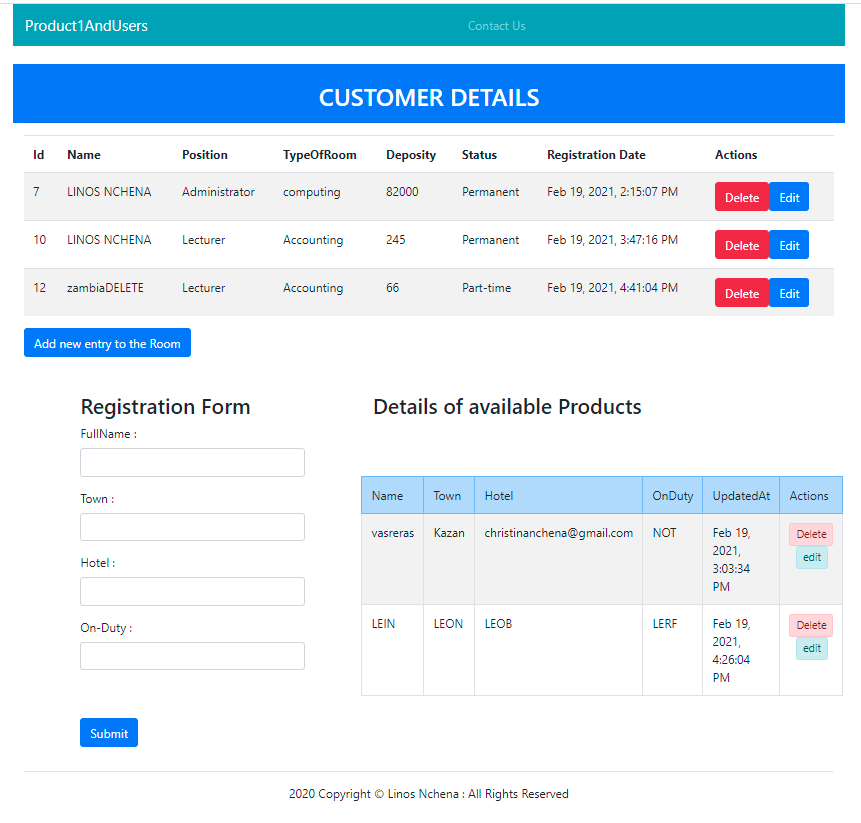 Product1AndUsers Contact Us
CUSTOMER DETAILS
Id Name Position TypeOfRoom Deposity Status Registration Date Actions
7 LINOS NCHENA Administrator computing 82000 Permanent Feb 19, 2021, 2:15:07 PM Delete Edit
10 LINOS NCHENA Lecturer Accounting 245 Permanent Feb 19, 2021, 3:47:16 PM Delete Edit
12 zambiaDELETE Lecturer Accounting 66 Part-time Feb 19, 2021, 4:41:04 PM Delete Edit
Add new entry to the Room
Registration Form
FullName :
Town :
Hotel :
On-Duty :
Submit
Details of available Products
Name Town Hotel OnDuty UpdatedAt Actions
vasreras Kazan christinanchena@gmail.com NOT Feb 19, Delete
2021, edit
3:03:34
PM
LEIN LEON LEOB LERF Feb 19, Delete
2021, edit
4:26:04
PM
2020 Copyright © Linos Nchena : All Rights Reserved